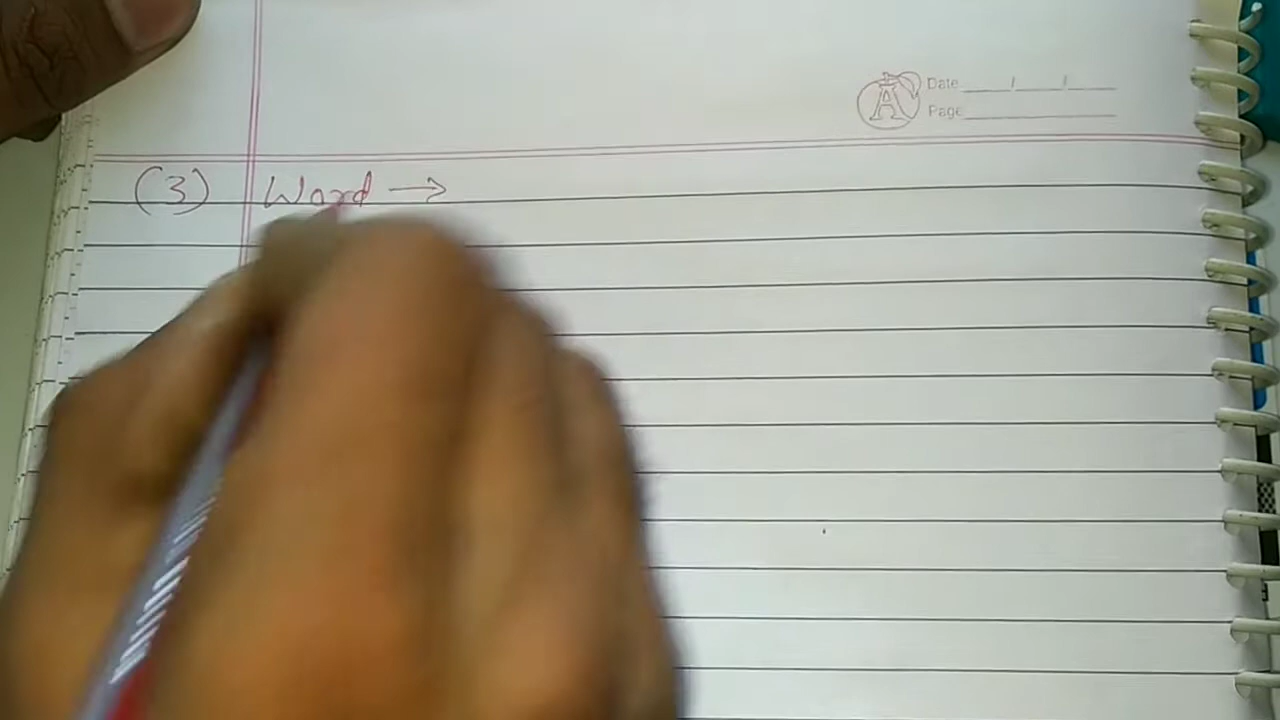 A Date / /
Page
(3) Word →